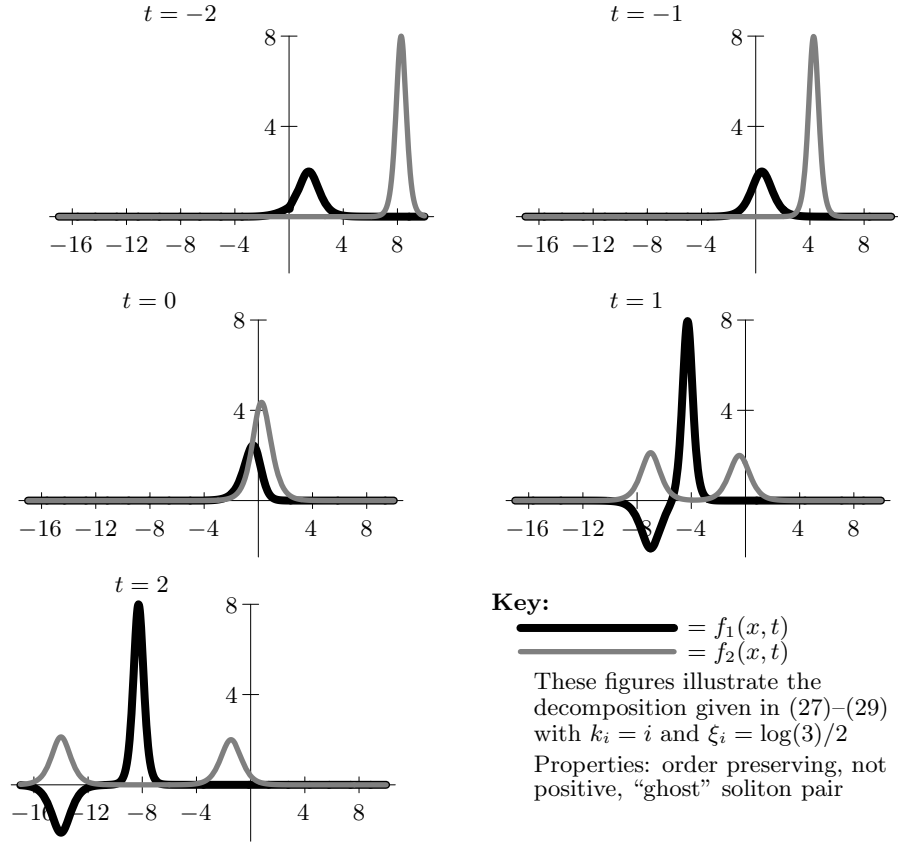 t = −2
8
4
−16 −12 −8 −4 4 8
t = −1
8
4
−16 −12 −8 −4 4 8
t = 0
8
4
−16 −12 −8 −4 4 8
t = 1
8
4
−16 −12 −8 −4 4 8
t = 2
8
4
−16 −12 −8 −4 4 8
Key:
= f₁(x, t)
= f₂(x, t)
These figures illustrate the
decomposition given in (27)–(29)
with kᵢ = i and ξᵢ = log(3)/2
Properties: order preserving, not
positive, “ghost” soliton pair